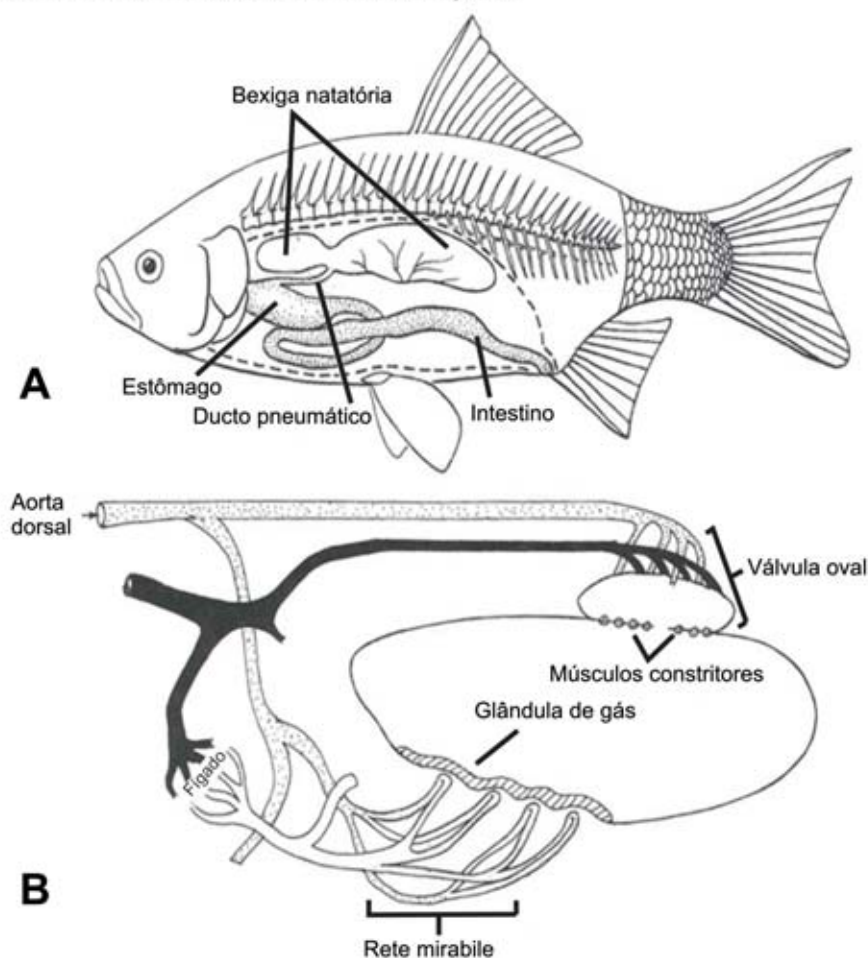 Bexiga natatória
A
Estômago
Ducto pneumático
Intestino
Aorta
dorsal
Válvula oval
Músculos constritores
Glândula de gás
Fígado
B
Rete mirabile